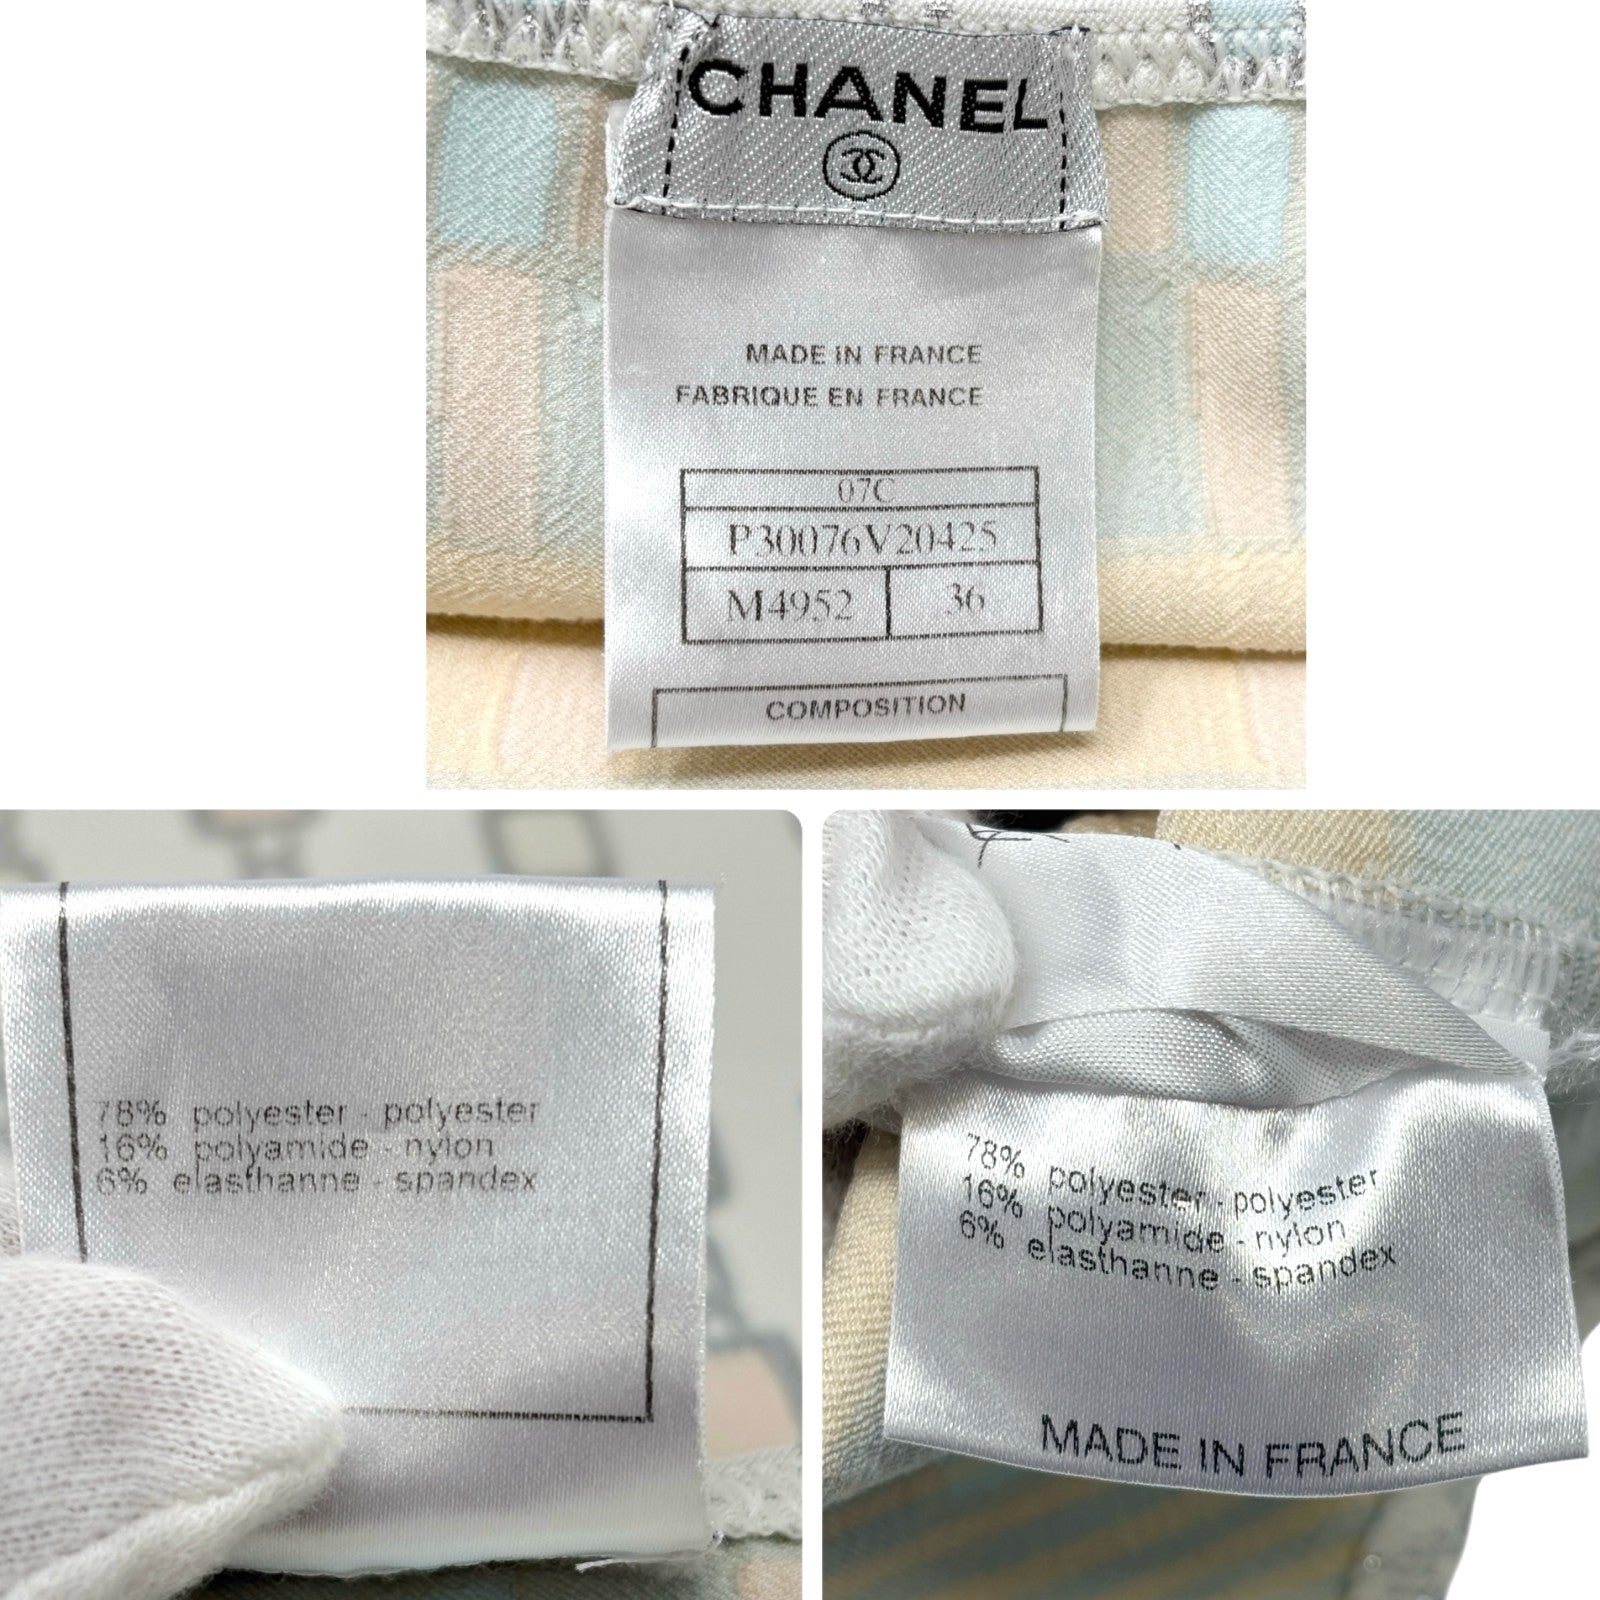 CHANEL
MADE IN FRANCE
FABRIQUE EN FRANCE
07C
P30076V20425
M4952 36
COMPOSITION
78% polyester - polyester
16% polyamide - nylon
6% elasthanne - spandex
78% polyester - polyester
16% polyamide - nylon
6% elasthanne - spandex
MADE IN FRANCE